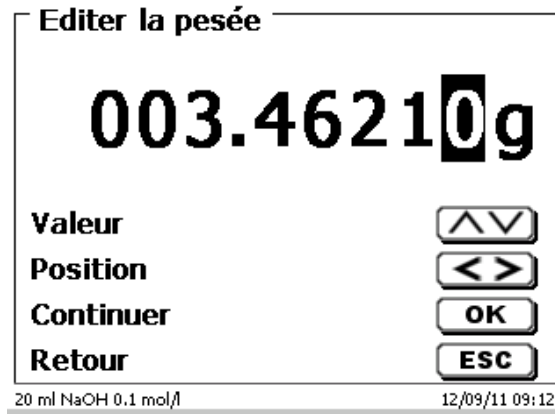 Editer la pesée
003.46210g
Valeur
Position < >
Continuer OK
Retour ESC
20 ml NaOH 0.1 mol/l 12/09/11 09:12